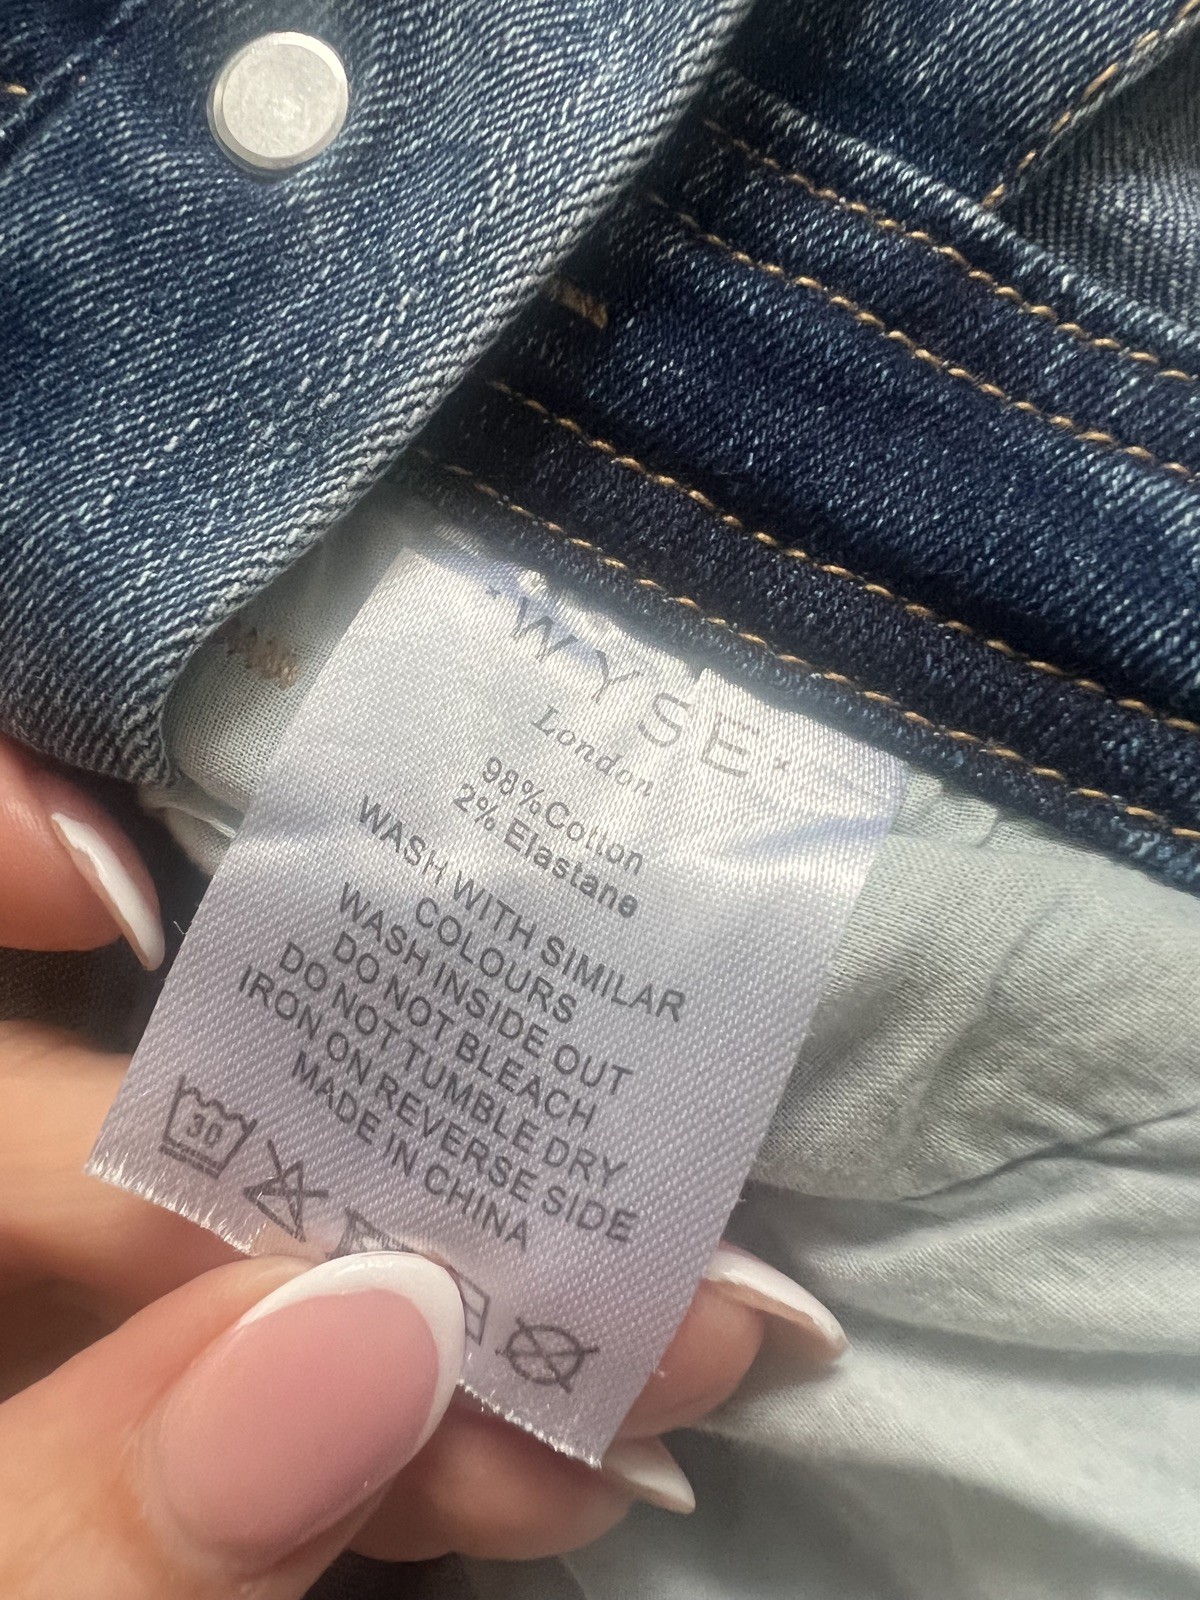 ·WYSE·
London
98%Cotton
2% Elastane
WASH WITH SIMILAR
COLOURS
WASH INSIDE OUT
DO NOT BLEACH
DO NOT TUMBLE DRY
IRON ON REVERSE SIDE
MADE IN CHINA
30